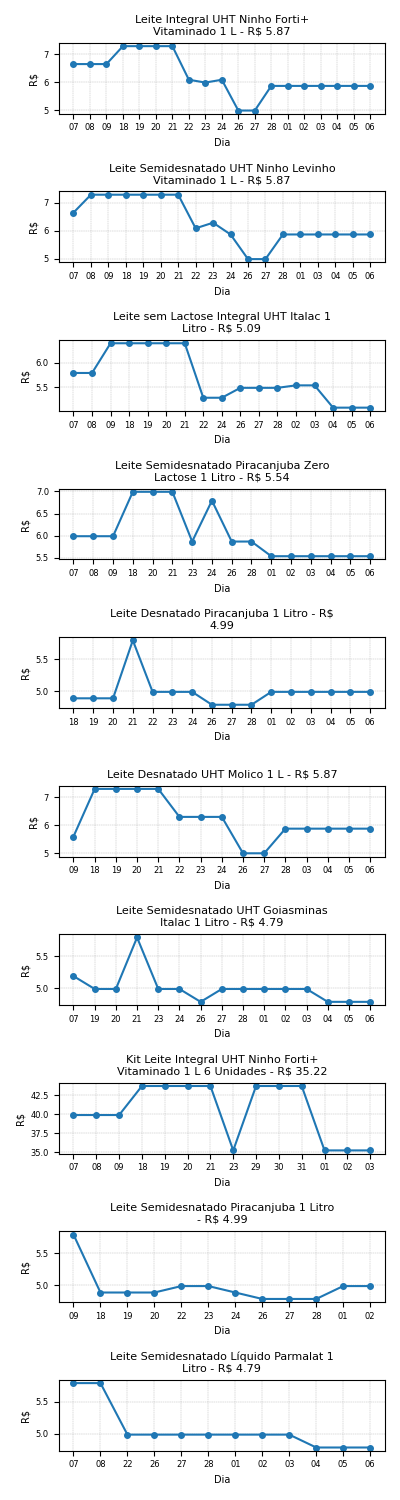 Leite Integral UHT Ninho Forti+
Vitaminado 1 L - R$ 5.87
7
6
5
R$
07 08 09 18 19 20 21 22 23 24 26 27 28 01 02 03 04 05 06
Dia
Leite Semidesnatado UHT Ninho Levinho
Vitaminado 1 L - R$ 5.87
7
6
5
R$
07 08 09 18 19 20 21 22 23 24 26 27 28 01 03 04 05 06
Dia
Leite sem Lactose Integral UHT Italac 1
Litro - R$ 5.09
6.0
5.5
R$
07 08 09 18 19 20 21 22 24 26 27 28 02 03 04 05 06
Dia
Leite Semidesnatado Piracanjuba Zero
Lactose 1 Litro - R$ 5.54
7.0
6.5
6.0
5.5
R$
07 08 09 18 20 21 23 24 26 28 01 02 03 04 05 06
Dia
Leite Desnatado Piracanjuba 1 Litro - R$
4.99
5.5
5.0
R$
18 19 20 21 22 23 24 26 27 28 01 02 03 04 05 06
Dia
Leite Desnatado UHT Molico 1 L - R$ 5.87
7
6
5
R$
09 18 19 20 21 22 23 24 26 27 28 02 04 05 06
Dia
Leite Semidesnatado UHT Goiasminas
Italac 1 Litro - R$ 4.79
5.5
5.0
R$
07 19 20 21 23 24 26 27 28 01 02 03 04 05 06
Dia
Kit Leite Integral UHT Ninho Forti+
Vitaminado 1 L 6 Unidades - R$ 35.22
42.5
40.0
37.5
35.0
R$
07 08 09 18 19 20 21 23 29 30 31 01 02 03
Dia
Leite Semidesnatado Piracanjuba 1 Litro
- R$ 4.99
5.5
5.0
R$
09 18 19 20 22 23 24 26 27 28 01 02
Dia
Leite Semidesnatado Líquido Parmalat 1
Litro - R$ 4.79
5.5
5.0
R$
07 08 22 26 27 28 01 02 03 04 05 06
Dia